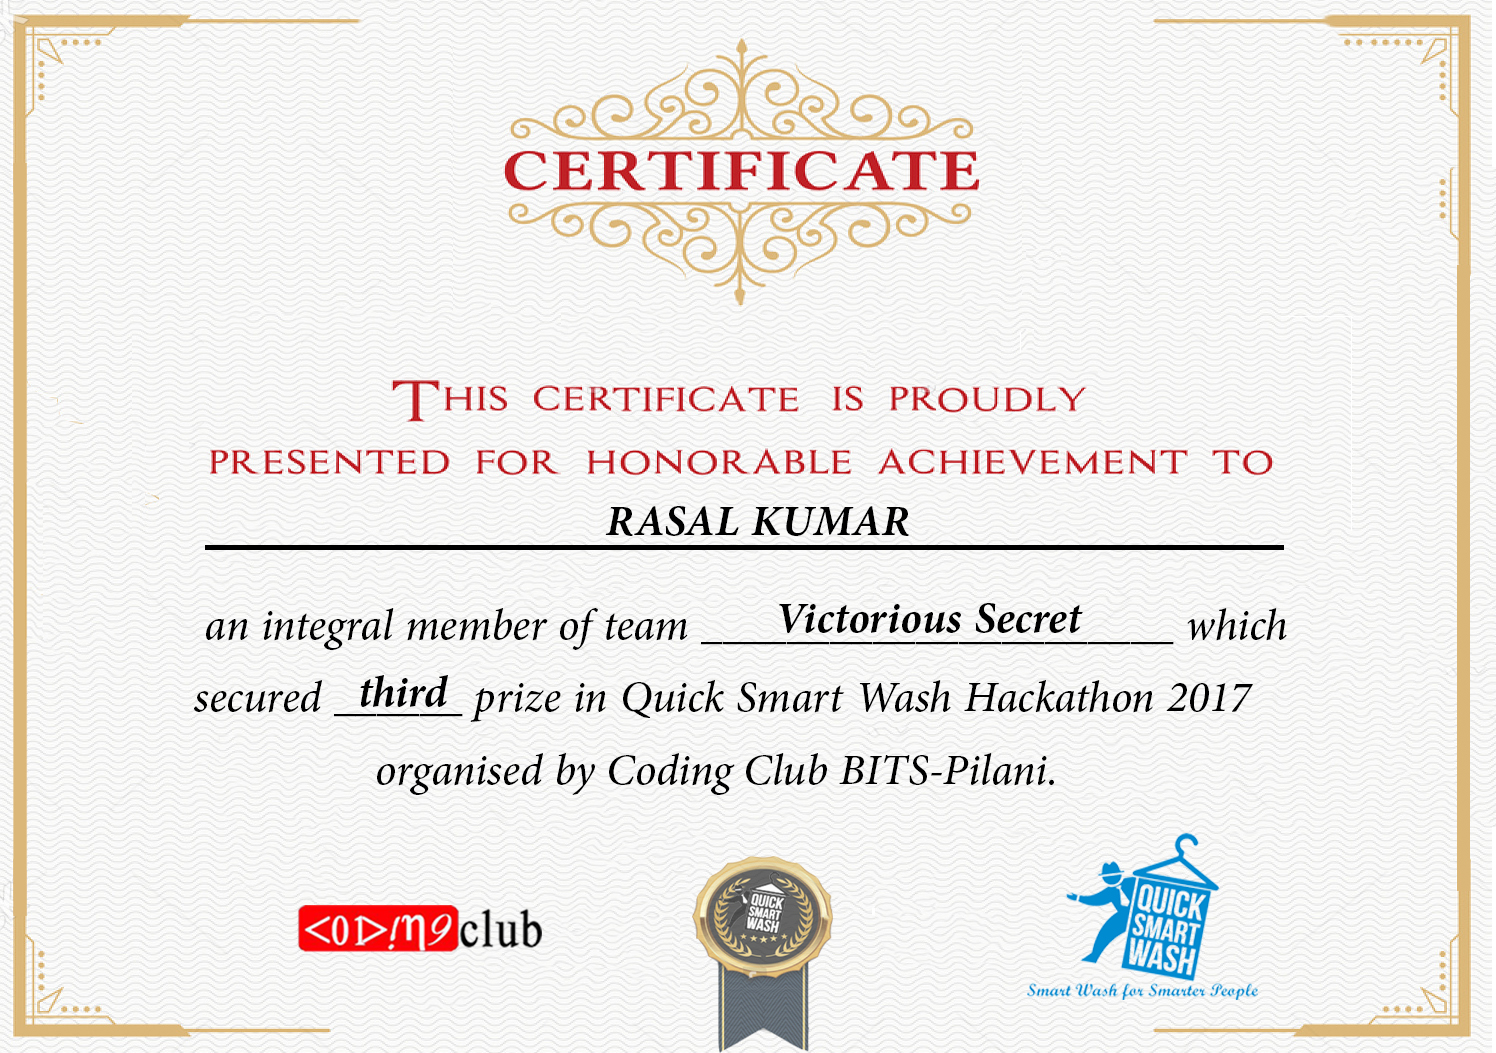 CERTIFICATE
THIS CERTIFICATE IS PROUDLY
PRESENTED FOR HONORABLE ACHIEVEMENT TO
RASAL KUMAR
an integral member of team Victorious Secret which
secured third prize in Quick Smart Wash Hackathon 2017
organised by Coding Club BITS-Pilani.
<0D!N9 club
QUICK
SMART
WASH
QUICK
SMART
WASH
Smart Wash for Smarter People